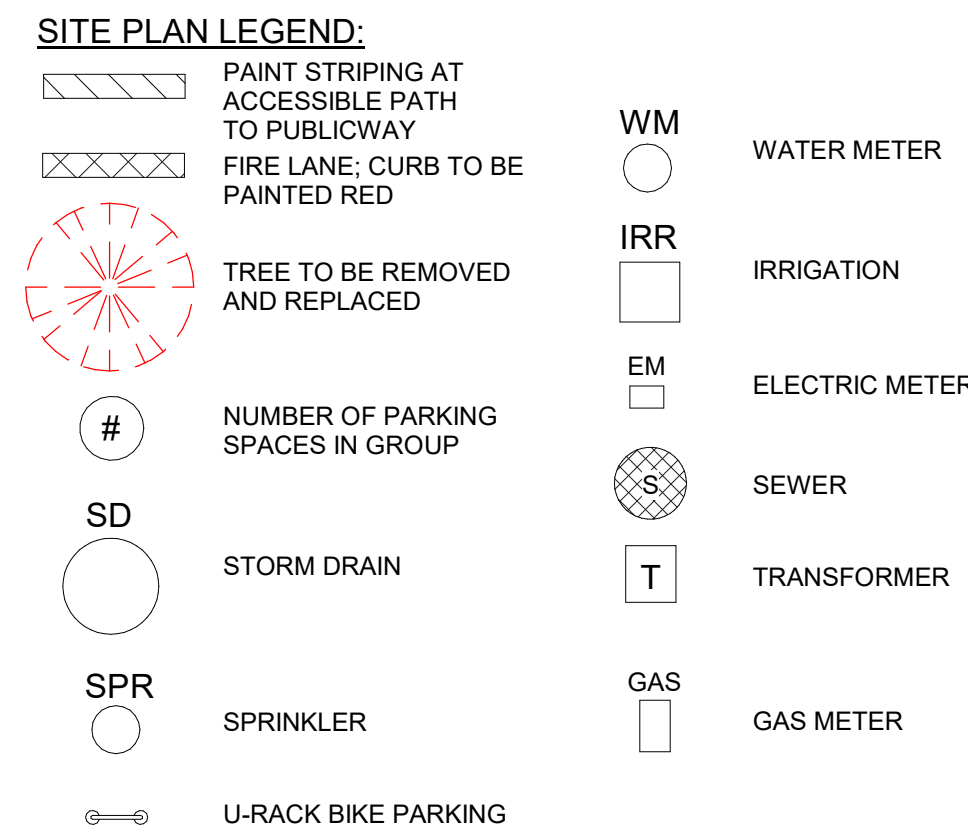 SITE PLAN LEGEND:
PAINT STRIPING AT
ACCESSIBLE PATH
TO PUBLICWAY
FIRE LANE; CURB TO BE
PAINTED RED
TREE TO BE REMOVED
AND REPLACED
#
NUMBER OF PARKING
SPACES IN GROUP
SD
STORM DRAIN
SPR
SPRINKLER
U-RACK BIKE PARKING
WM
WATER METER
IRR
IRRIGATION
EM
ELECTRIC METER
S
SEWER
T
TRANSFORMER
GAS
GAS METER